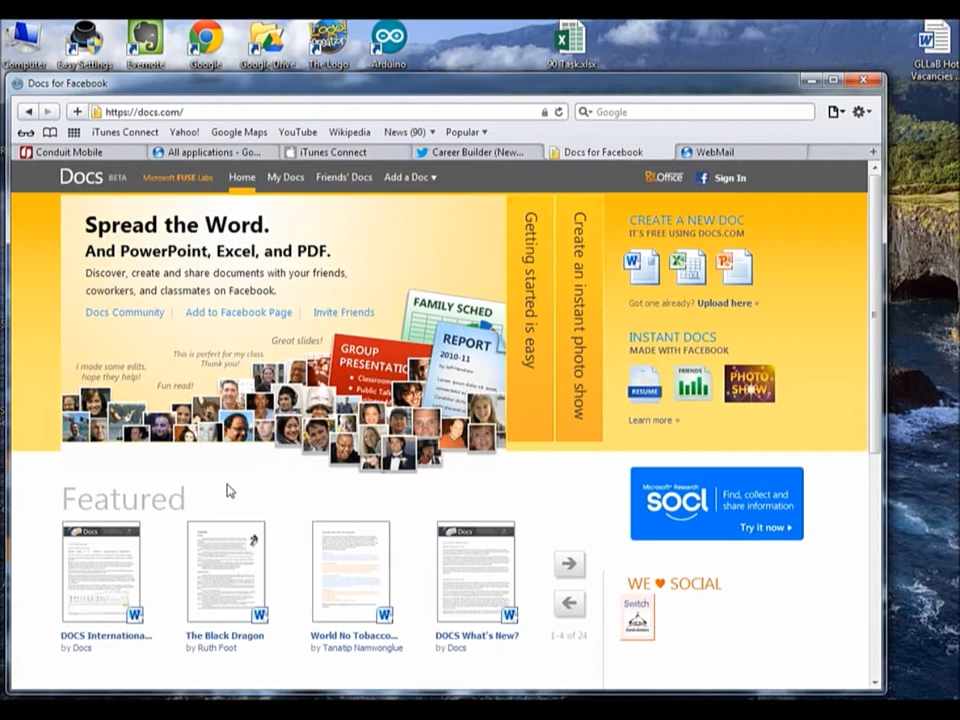 Computer
Easy Settings
Evernote
Google
Google Drive
The Logo
Arduino
90 iTask.xlsx
GLLaB Hot
Vacancies ...
Docs for Facebook
https://docs.com/
Google
iTunes Connect Yahoo! Google Maps YouTube Wikipedia News (90) Popular
Conduit Mobile
All applications - Go...
iTunes Connect
Career Builder (New...
Docs for Facebook
WebMail
Docs BETA Microsoft FUSE Labs Home My Docs Friends' Docs Add a Doc
Office Sign In
Spread the Word.
And PowerPoint, Excel, and PDF.
Discover, create and share documents with your friends,
coworkers, and classmates on Facebook.
Docs Community | Add to Facebook Page | Invite Friends
Great slides!
This is perfect for my class.
Thank you!
I made some edits,
hope they help!
Fun read!
FAMILY SCHED
REPORT
2010-11
GROUP
PRESENTATIO
Classroom
Public Talk
Getting started is easy
Create an instant photo show
CREATE A NEW DOC
IT'S FREE USING DOCS.COM
Got one already? Upload here »
INSTANT DOCS
MADE WITH FACEBOOK
RESUME
FRIENDS
PHOTO
SHOW
Learn more »
Microsoft Research
socl
Find, collect and
share information
Try it now
Featured
Docs
Docs
DOCS Internationa...
by Docs
The Black Dragon
by Ruth Foot
World No Tobacco...
by Tanatip Namwonglue
DOCS What's New?
by Docs
1-4 of 24
WE ♥ SOCIAL
Switch